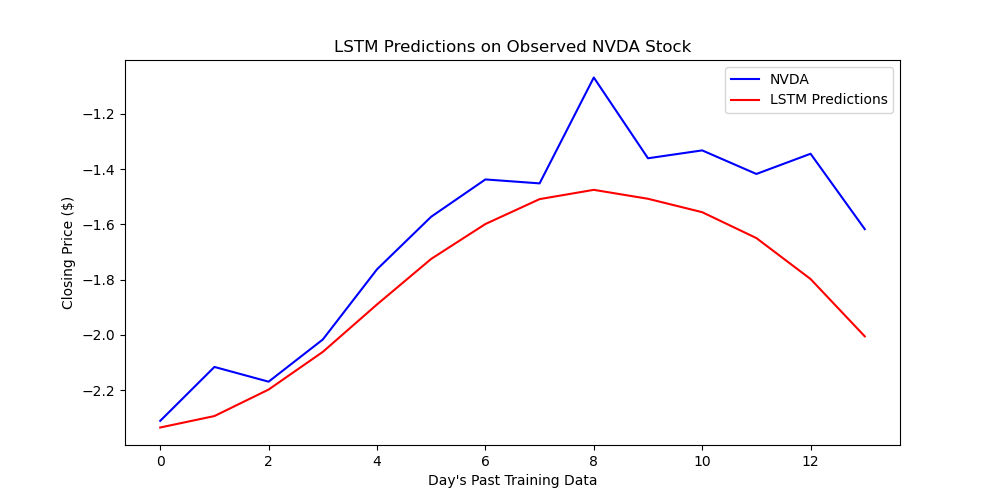 LSTM Predictions on Observed NVDA Stock
NVDA
LSTM Predictions
Closing Price ($)
−1.2
−1.4
−1.6
−1.8
−2.0
−2.2
0 2 4 6 8 10 12
Day's Past Training Data